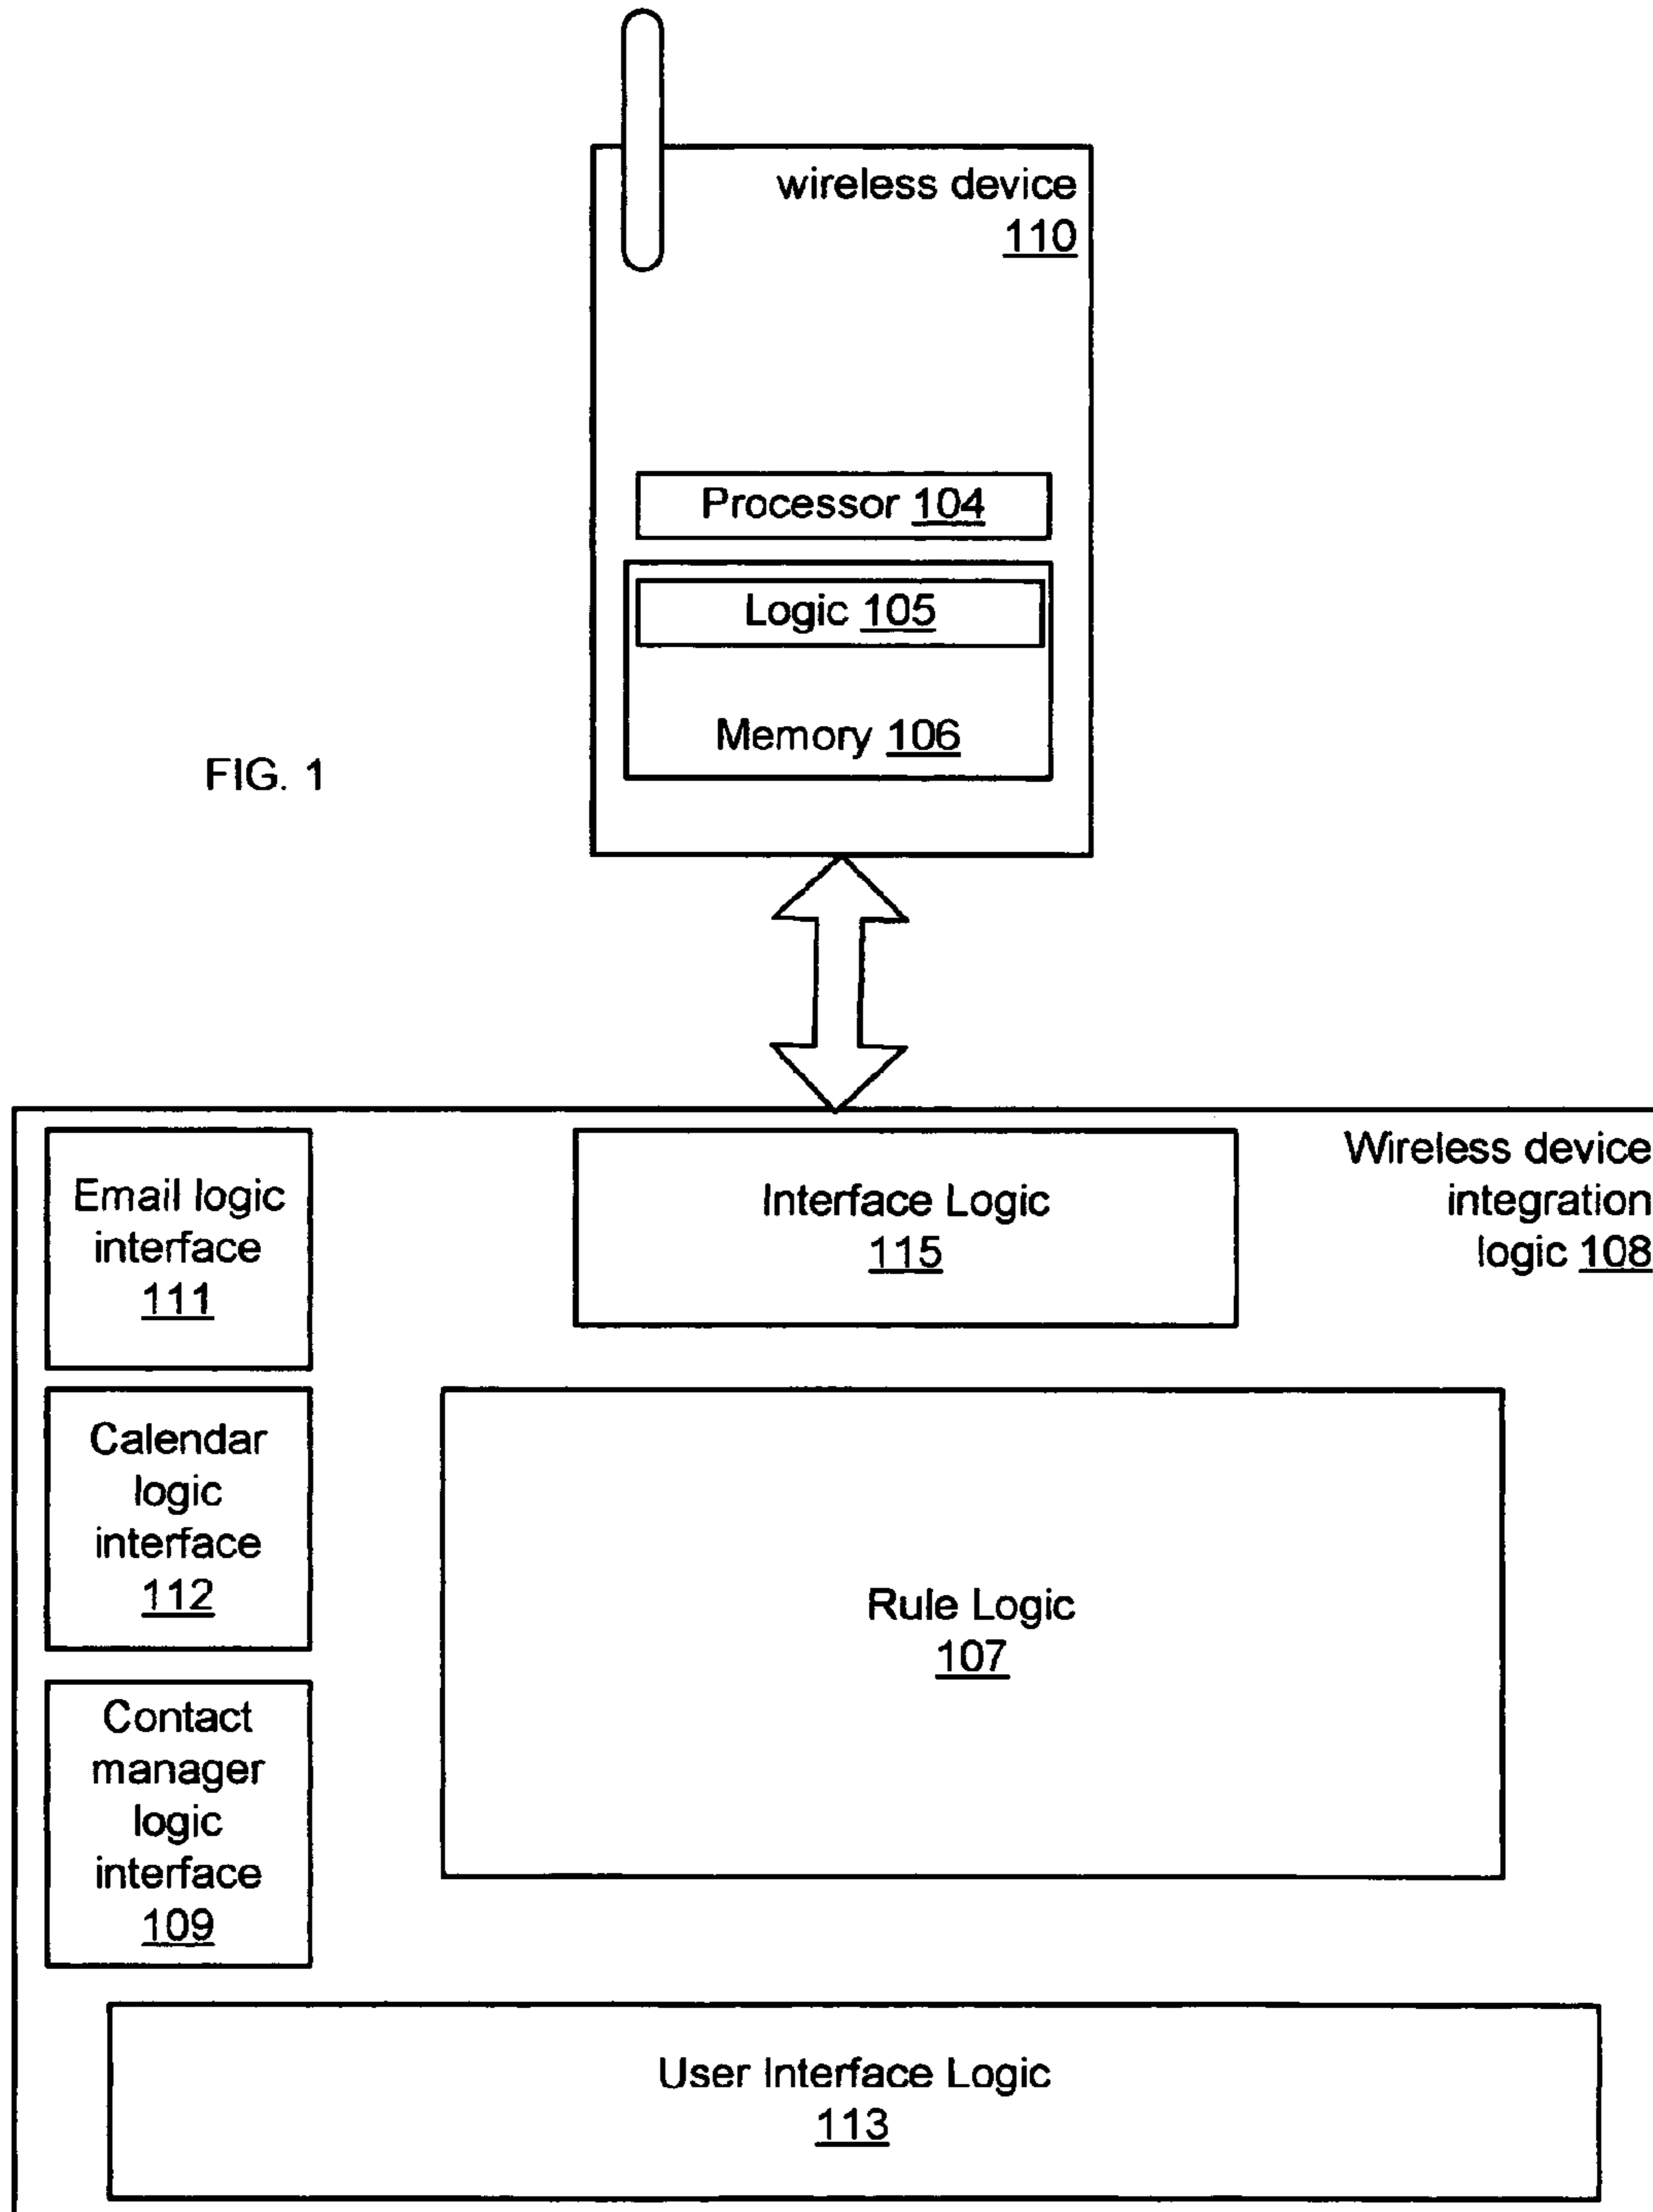 wireless device
110
Processor 104
Logic 105
Memory 106
FIG. 1
Email logic
interface
111
Interface Logic
115
Wireless device
integration
logic 108
Calendar
logic
interface
112
Rule Logic
107
Contact
manager
logic
interface
109
User Interface Logic
113